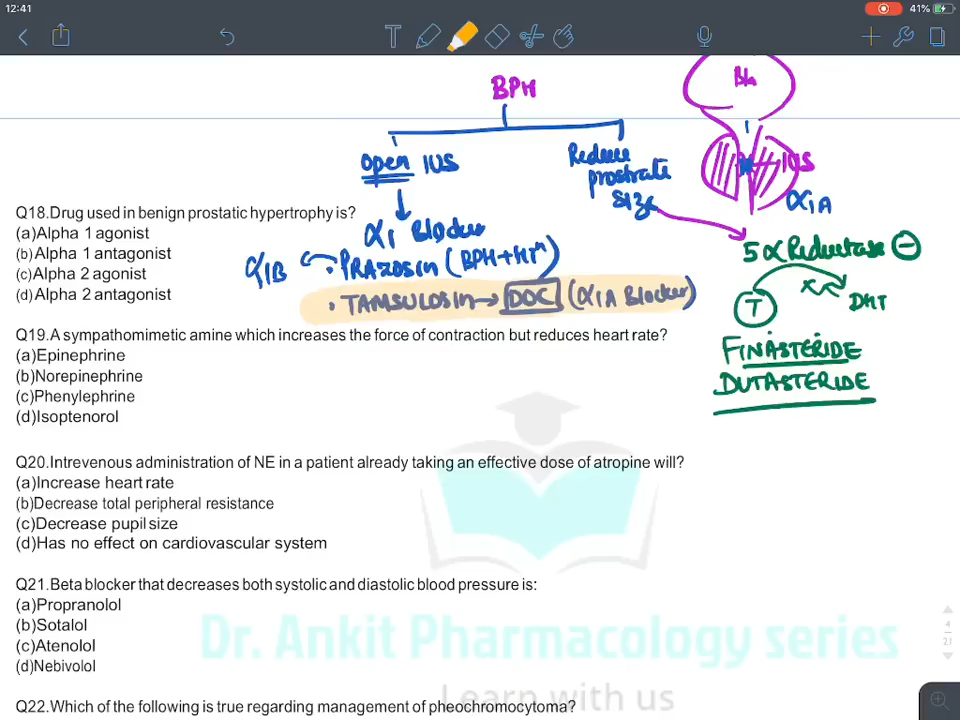 12:41
41%
T
BPH
Bla
Open IUS
Reduce
prostrate
size
IUS
α1A
α1 Blocker
α1B
• PRAZOSIN (BPH + HTN)
• TAMSULOSIN → DOC (α1A Blocker)
5α Reductase ⊖
T
DHT
FINASTERIDE
DUTASTERIDE
Q18.Drug used in benign prostatic hypertrophy is?
(a)Alpha 1 agonist
(b)Alpha 1 antagonist
(c)Alpha 2 agonist
(d)Alpha 2 antagonist
Q19.A sympathomimetic amine which increases the force of contraction but reduces heart rate?
(a)Epinephrine
(b)Norepinephrine
(c)Phenylephrine
(d)Isoptenorol
Q20.Intrevenous administration of NE in a patient already taking an effective dose of atropine will?
(a)Increase heart rate
(b)Decrease total peripheral resistance
(c)Decrease pupil size
(d)Has no effect on cardiovascular system
Q21.Beta blocker that decreases both systolic and diastolic blood pressure is:
(a)Propranolol
(b)Sotalol
(c)Atenolol
(d)Nebivolol
Dr. Ankit Pharmacology series
Learn with us
4
21
Q22.Which of the following is true regarding management of pheochromocytoma?